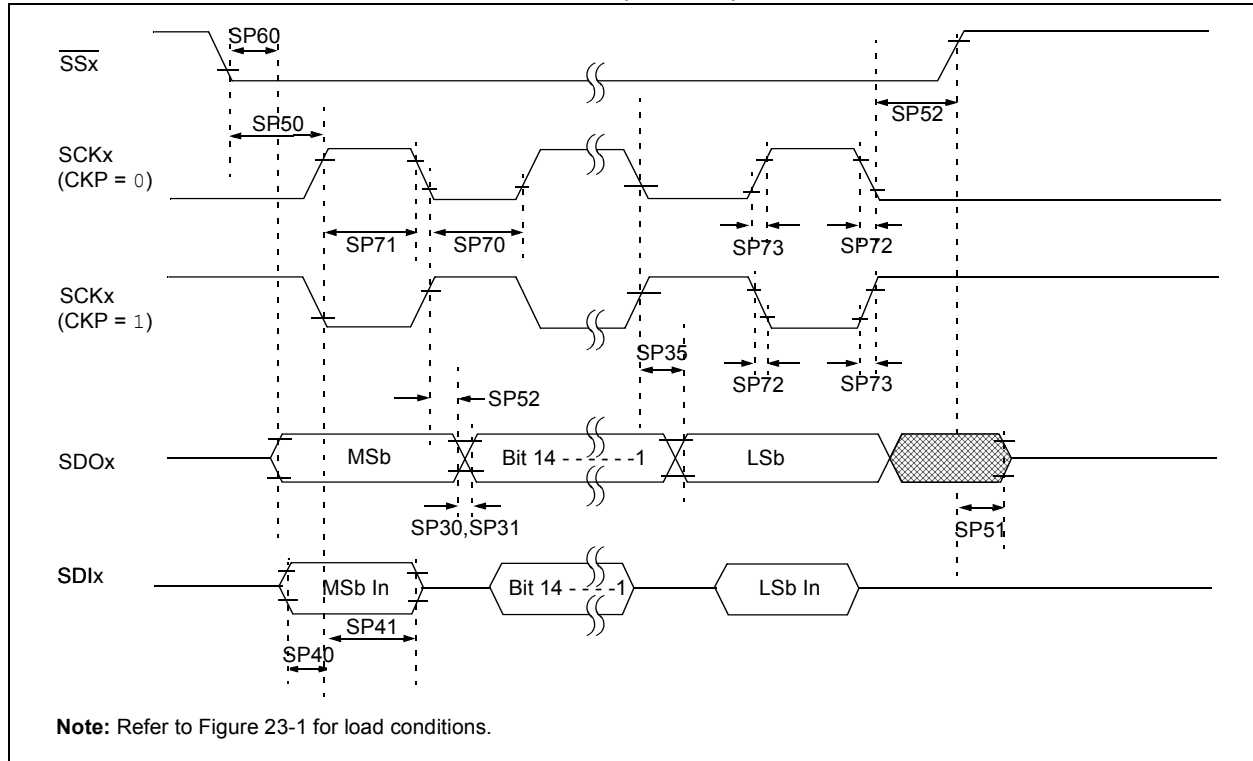 SP60
SSx
SP50
SP52
SCKx
(CKP = 0)
SP71
SP70
SP73
SP72
SCKx
(CKP = 1)
SP35
SP72
SP73
SP52
SDOx
MSb
Bit 14 - - - - - -1
LSb
SP30,SP31
SP51
SDIx
MSb In
Bit 14 - - - -1
LSb In
SP41
SP40
Note: Refer to Figure 23-1 for load conditions.